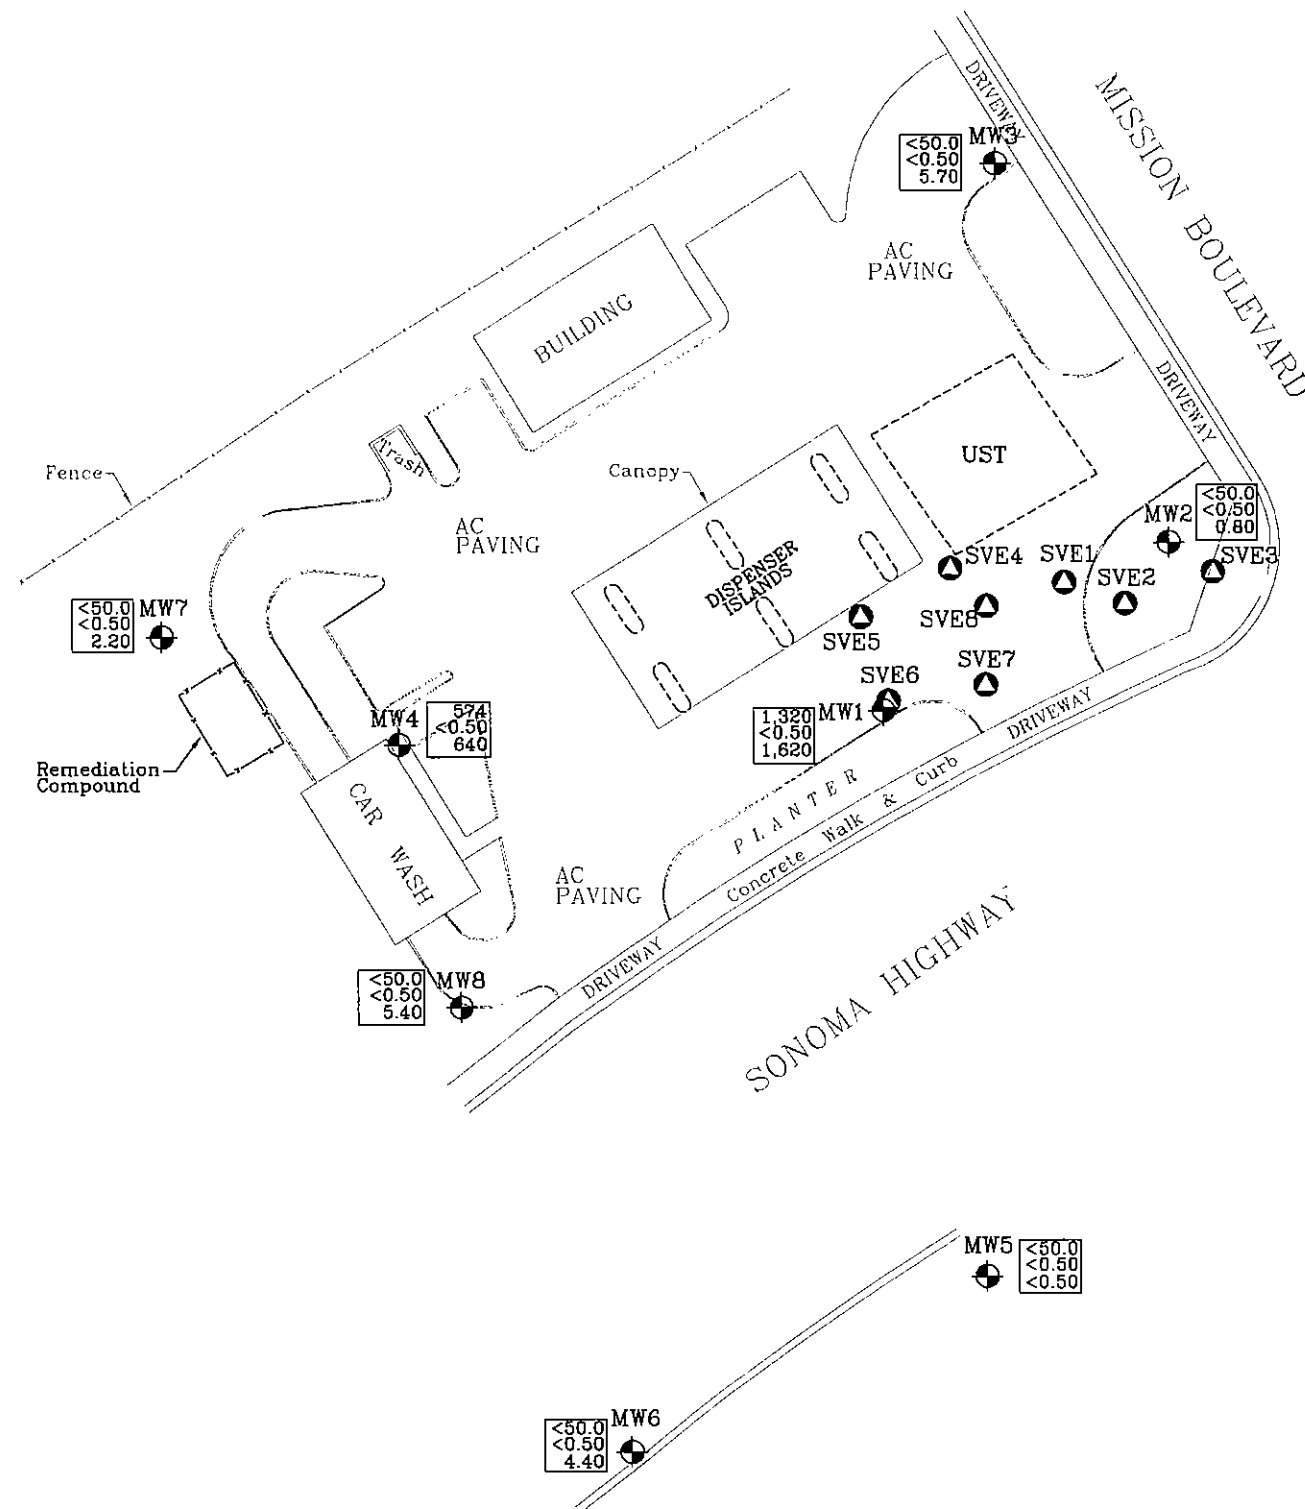 DRIVEWAY
MISSION BOULEVARD
MW3
<50.0
<0.50
5.70
AC
PAVING
BUILDING
DRIVEWAY
Trash
Fence
Canopy
UST
AC
PAVING
DISPENSER
ISLANDS
MW2
<50.0
<0.50
0.80
SVE4
SVE1
SVE3
SVE2
SVE8
SVE5
MW7
<50.0
<0.50
2.20
SVE7
SVE6
MW1
1,320
<0.50
1,620
DRIVEWAY
MW4
574
<0.50
640
Remediation
Compound
CAR WASH
PLANTER
Concrete Walk & Curb
AC
PAVING
DRIVEWAY
SONOMA HIGHWAY
MW8
<50.0
<0.50
5.40
MW5
<50.0
<0.50
<0.50
MW6
<50.0
<0.50
4.40